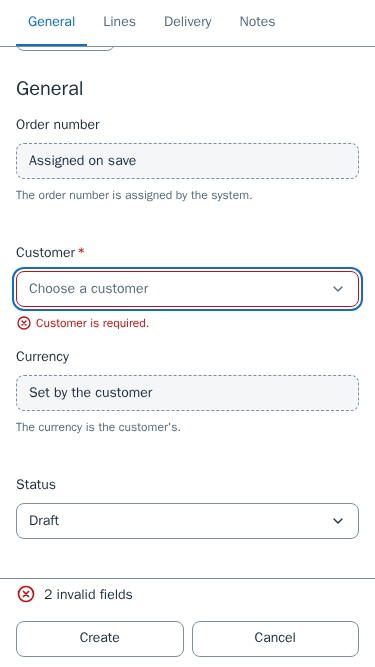 General Lines Delivery Notes
General
Order number
Assigned on save
The order number is assigned by the system.
Customer *
Choose a customer
Customer is required.
Currency
Set by the customer
The currency is the customer's.
Status
Draft
2 invalid fields
Create Cancel